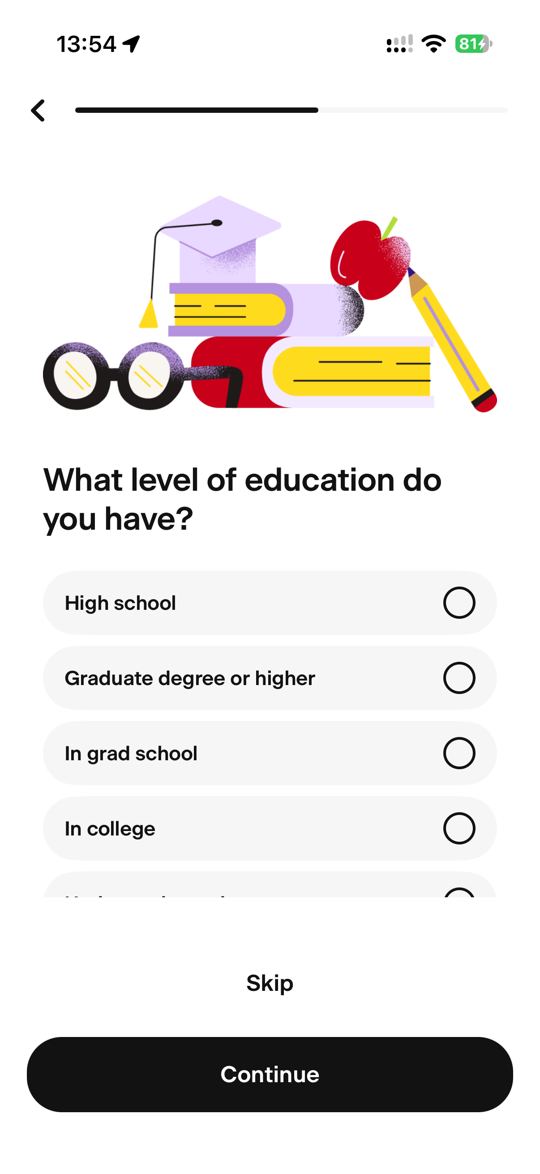 13:54
81
What level of education do
you have?
High school
Graduate degree or higher
In grad school
In college
Skip
Continue